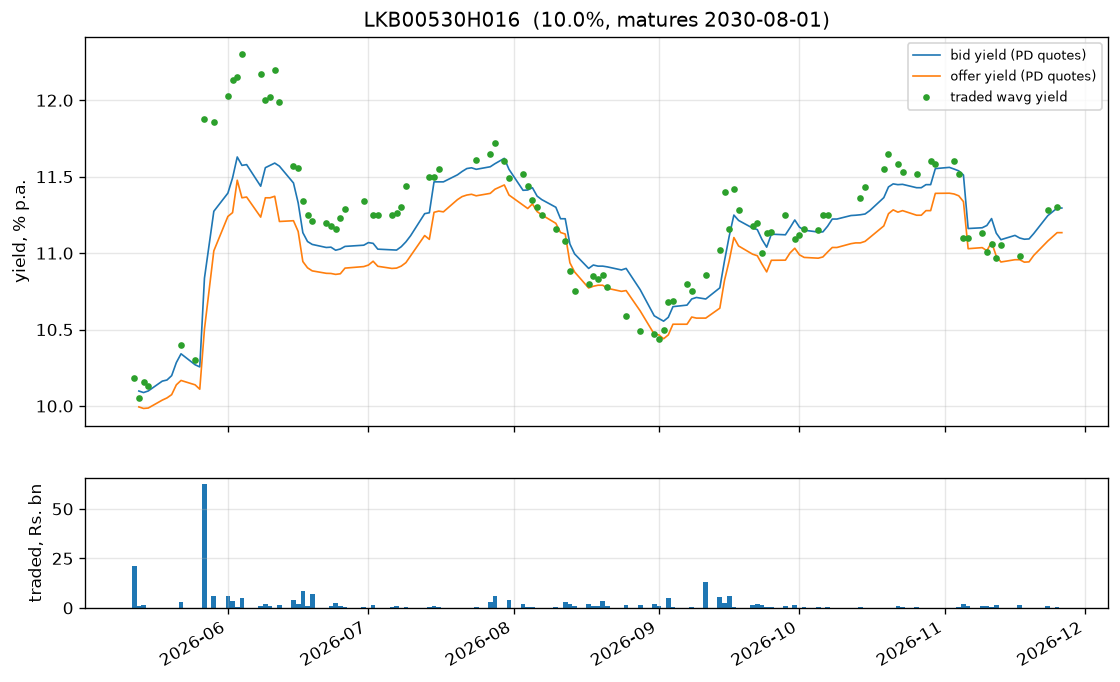 LKB00530H016  (10.0%, matures 2030-08-01)
bid yield (PD quotes)
offer yield (PD quotes)
traded wavg yield
yield, % p.a.
12.0
11.5
11.0
10.5
10.0
traded, Rs. bn
50
25
0
2026-06
2026-07
2026-08
2026-09
2026-10
2026-11
2026-12